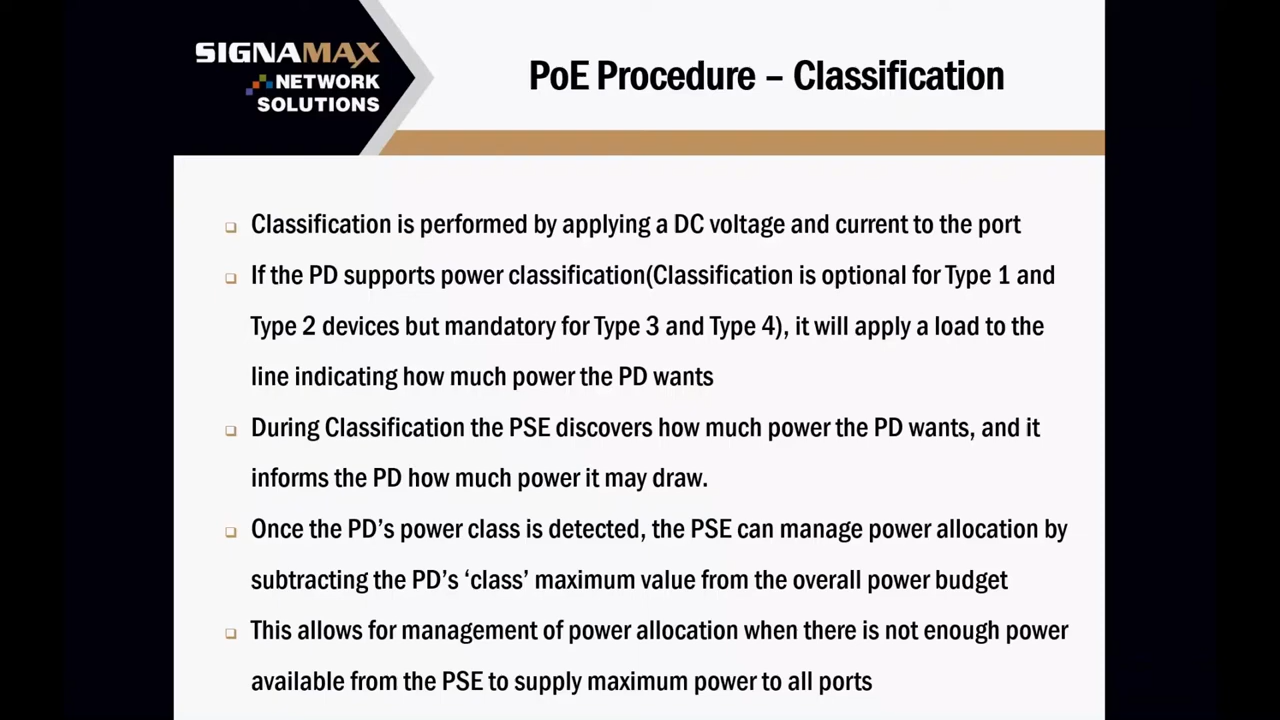 SIGNAMAX
NETWORK
SOLUTIONS
PoE Procedure – Classification
Classification is performed by applying a DC voltage and current to the port
If the PD supports power classification(Classification is optional for Type 1 and
Type 2 devices but mandatory for Type 3 and Type 4), it will apply a load to the
line indicating how much power the PD wants
During Classification the PSE discovers how much power the PD wants, and it
informs the PD how much power it may draw.
Once the PD’s power class is detected, the PSE can manage power allocation by
subtracting the PD’s ‘class’ maximum value from the overall power budget
This allows for management of power allocation when there is not enough power
available from the PSE to supply maximum power to all ports